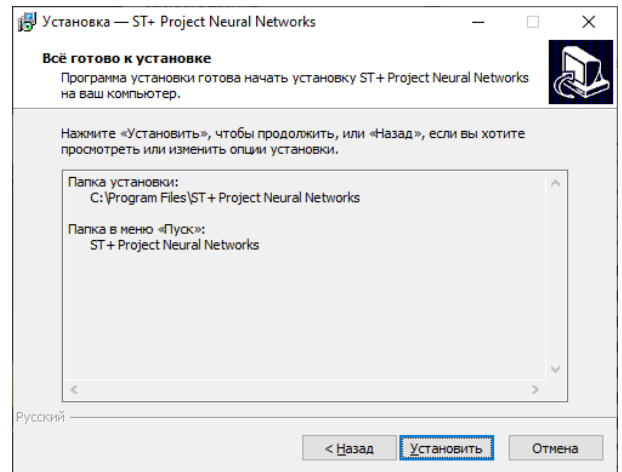 Установка — ST+ Project Neural Networks
Всё готово к установке
Программа установки готова начать установку ST+ Project Neural Networks
на ваш компьютер.
Нажмите «Установить», чтобы продолжить, или «Назад», если вы хотите
просмотреть или изменить опции установки.
Папка установки:
C:\Program Files\ST+ Project Neural Networks
Папка в меню «Пуск»:
ST+ Project Neural Networks
Русский
< Назад
Установить
Отмена